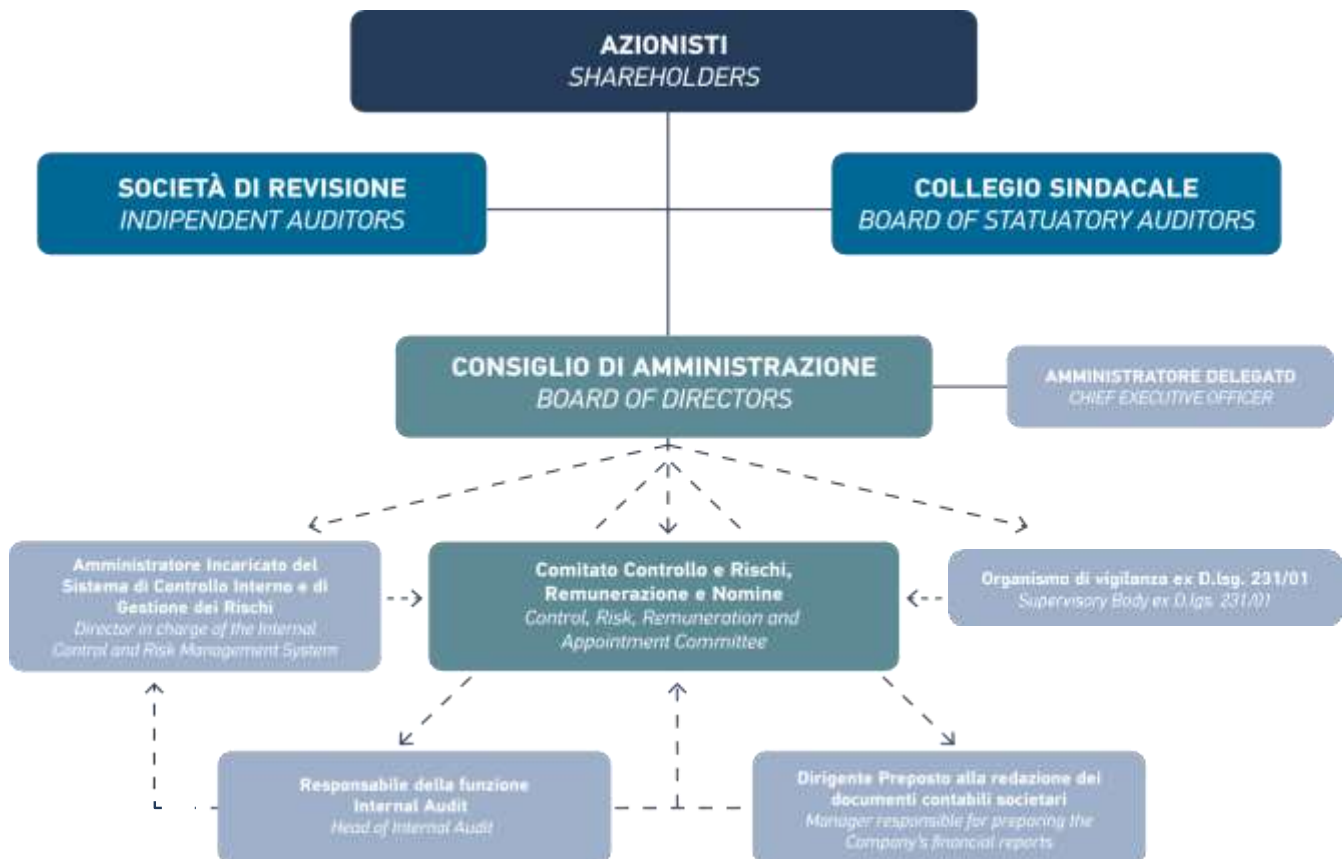 AZIONISTI
SHAREHOLDERS
SOCIETÀ DI REVISIONE
INDIPENDENT AUDITORS
COLLEGIO SINDACALE
BOARD OF STATUATORY AUDITORS
CONSIGLIO DI AMMINISTRAZIONE
BOARD OF DIRECTORS
AMMINISTRATORE DELEGATO
CHIEF EXECUTIVE OFFICER
Amministratore Incaricato del
Sistema di Controllo Interno e di
Gestione dei Rischi
Director in charge of the Internal
Control and Risk Management System
Comitato Controllo e Rischi,
Remunerazione e Nomine
Control, Risk, Remuneration and
Appointment Committee
Organismo di vigilanza ex D.lsg. 231/01
Supervisory Body ex D.lgs. 231/01
Responsabile della funzione
Internal Audit
Head of Internal Audit
Dirigente Preposto alla redazione dei
documenti contabili societari
Manager responsible for preparing the
Company's financial reports